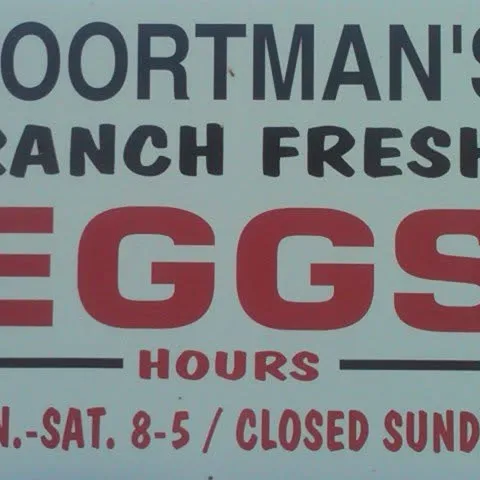 OORTMAN'S
RANCH FRESH
EGGS
HOURS
N.-SAT. 8-5 / CLOSED SUND